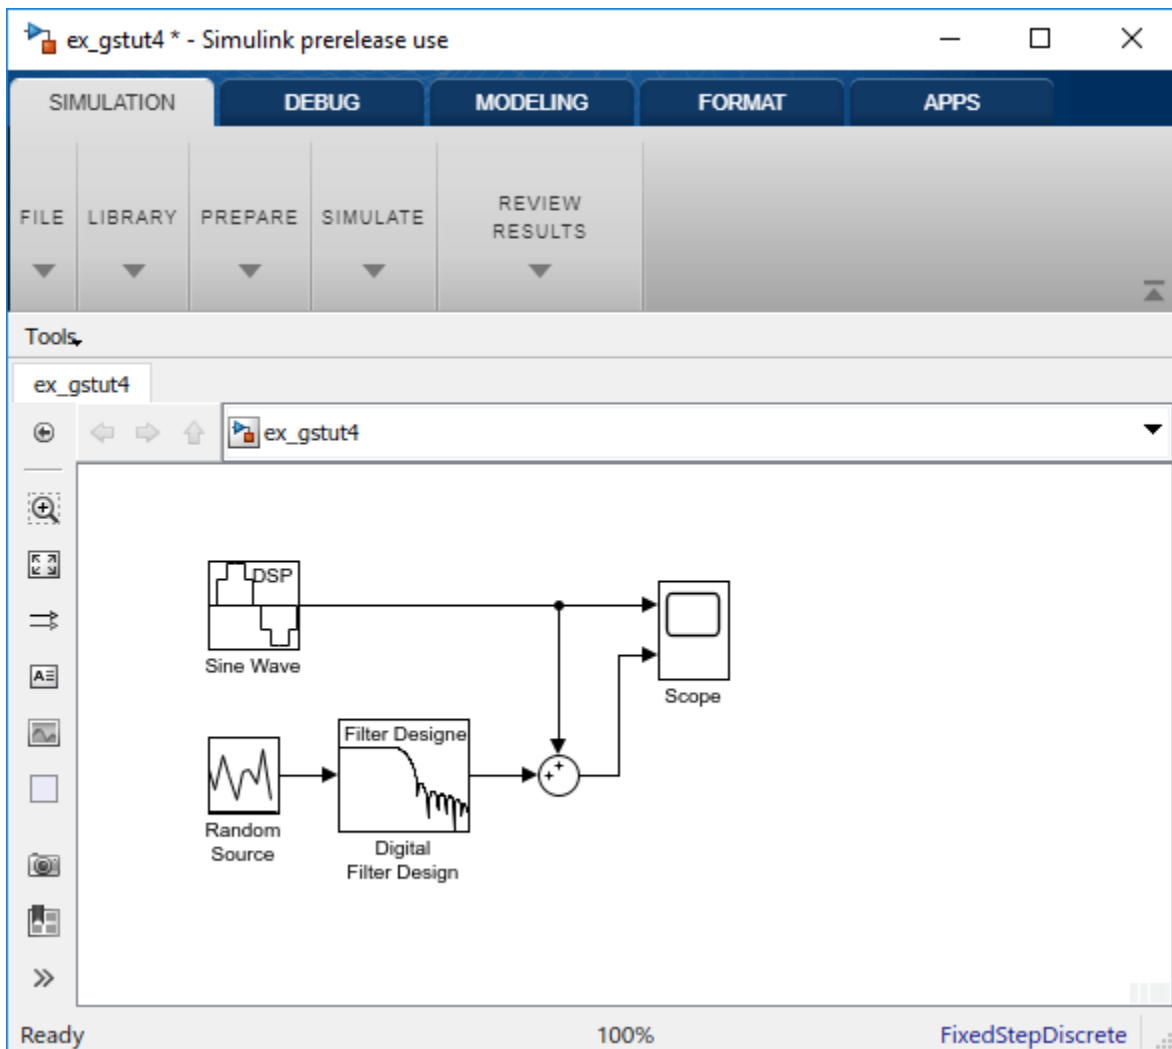 ex_gstut4 * - Simulink prerelease use
SIMULATION DEBUG MODELING FORMAT APPS
FILE LIBRARY PREPARE SIMULATE REVIEW
RESULTS
Tools
ex_gstut4
ex_gstut4
DSP
Sine Wave
Scope
Filter Designe
Random
Source
Digital
Filter Design
Ready 100% FixedStepDiscrete